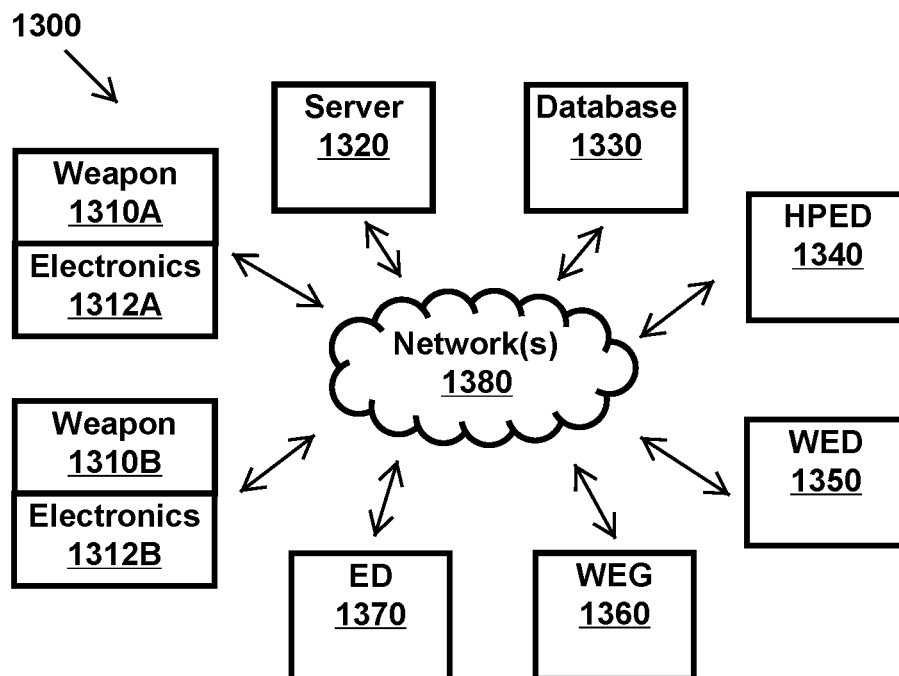 1300
Server
1320
Database
1330
Weapon
1310A
Electronics
1312A
HPED
1340
Network(s)
1380
Weapon
1310B
Electronics
1312B
WED
1350
ED
1370
WEG
1360